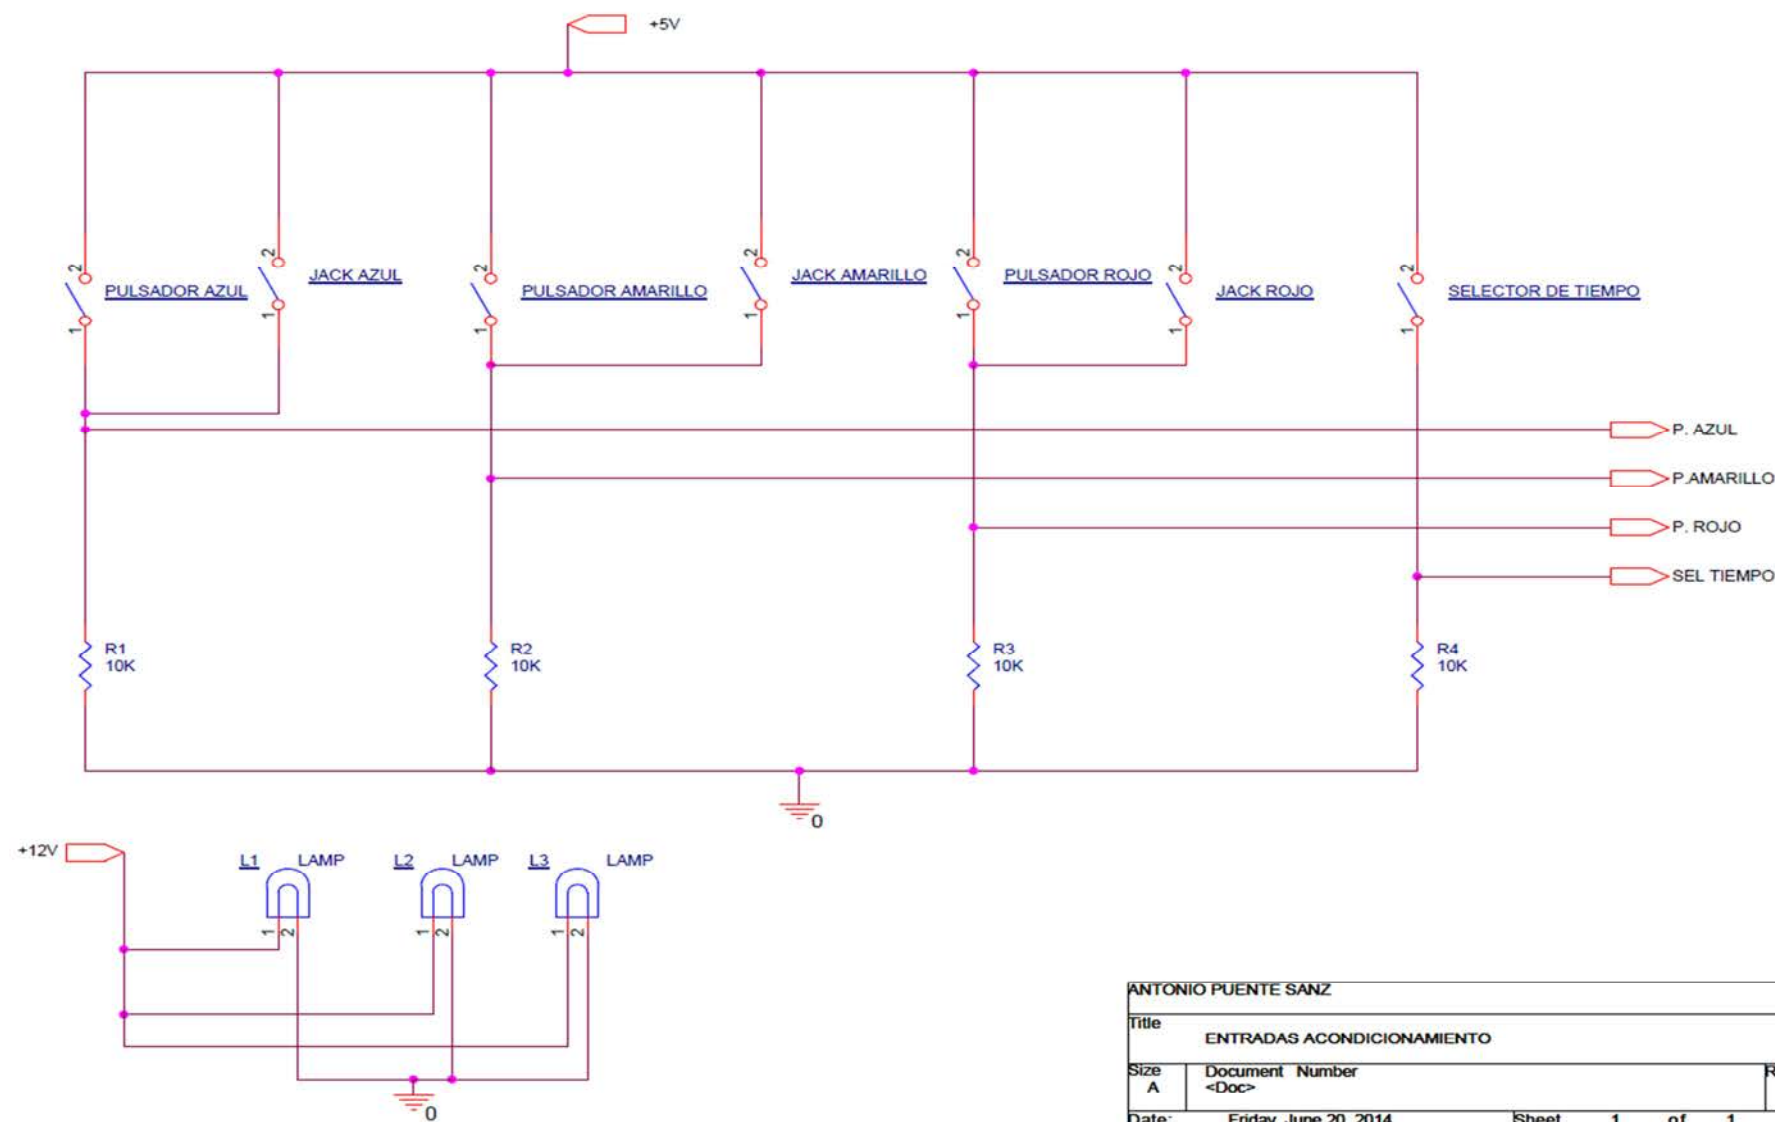 +5V
2
2
2
2
2
2
2
PULSADOR AZUL
JACK AZUL
PULSADOR AMARILLO
JACK AMARILLO
PULSADOR ROJO
JACK ROJO
SELECTOR DE TIEMPO
1
1
1
1
1
1
1
P. AZUL
P.AMARILLO
P. ROJO
SEL TIEMPO
R1
10K
R2
10K
R3
10K
R4
10K
0
+12V
L1 LAMP
L2 LAMP
L3 LAMP
1 2
1 2
1 2
0
ANTONIO PUENTE SANZ
Title
ENTRADAS ACONDICIONAMIENTO
Size
A
Document Number
<Doc>
R
Date: Friday, June 20, 2014 Sheet 1 of 1